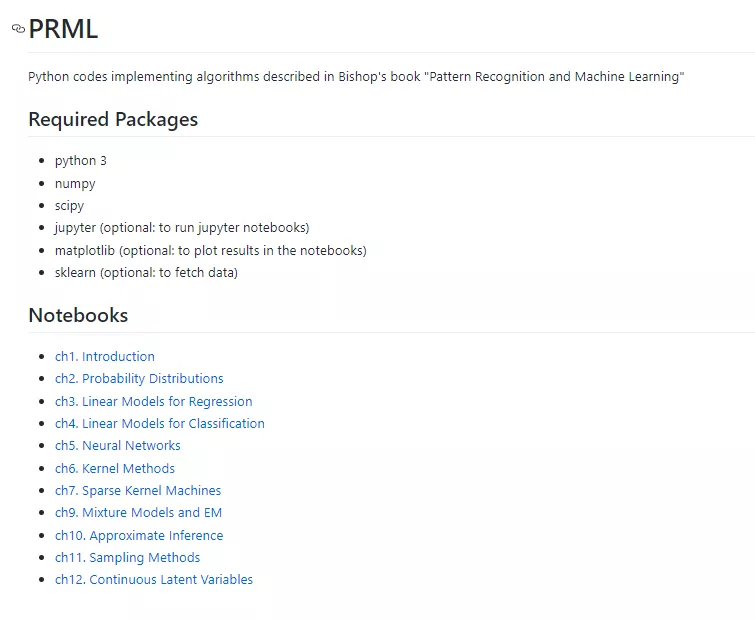 PRML
Python codes implementing algorithms described in Bishop's book "Pattern Recognition and Machine Learning"
Required Packages
python 3
numpy
scipy
jupyter (optional: to run jupyter notebooks)
matplotlib (optional: to plot results in the notebooks)
sklearn (optional: to fetch data)
Notebooks
ch1. Introduction
ch2. Probability Distributions
ch3. Linear Models for Regression
ch4. Linear Models for Classification
ch5. Neural Networks
ch6. Kernel Methods
ch7. Sparse Kernel Machines
ch9. Mixture Models and EM
ch10. Approximate Inference
ch11. Sampling Methods
ch12. Continuous Latent Variables